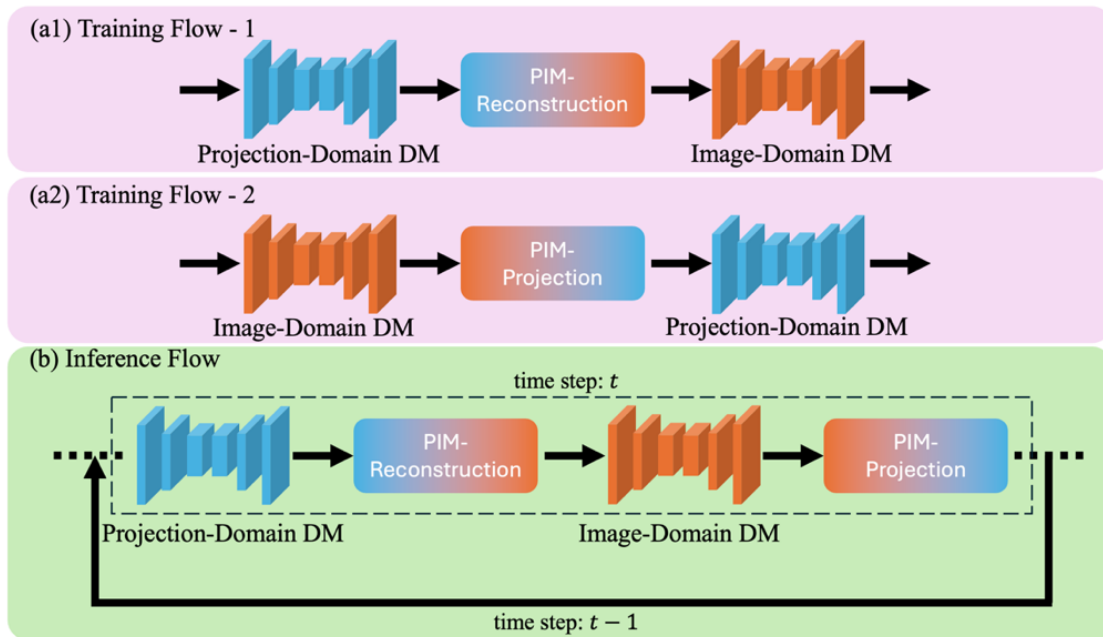 (a1) Training Flow - 1
PIM-
Reconstruction
Projection-Domain DM
Image-Domain DM
(a2) Training Flow - 2
PIM-
Projection
Image-Domain DM
Projection-Domain DM
(b) Inference Flow
time step: t
PIM-
Reconstruction
PIM-
Projection
Projection-Domain DM
Image-Domain DM
time step: t − 1